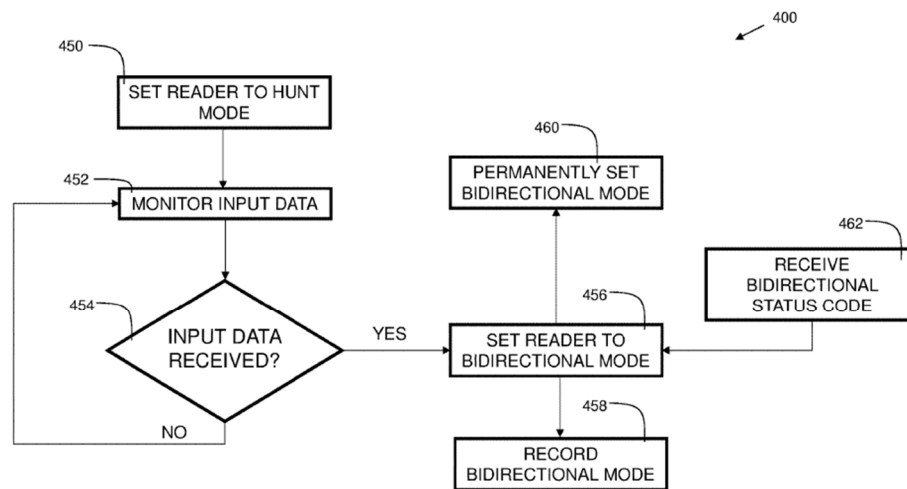 400
450
SET READER TO HUNT
MODE
460
PERMANENTLY SET
BIDIRECTIONAL MODE
452
MONITOR INPUT DATA
462
RECEIVE
BIDIRECTIONAL
STATUS CODE
454
INPUT DATA
RECEIVED?
YES
456
SET READER TO
BIDIRECTIONAL MODE
NO
458
RECORD
BIDIRECTIONAL MODE